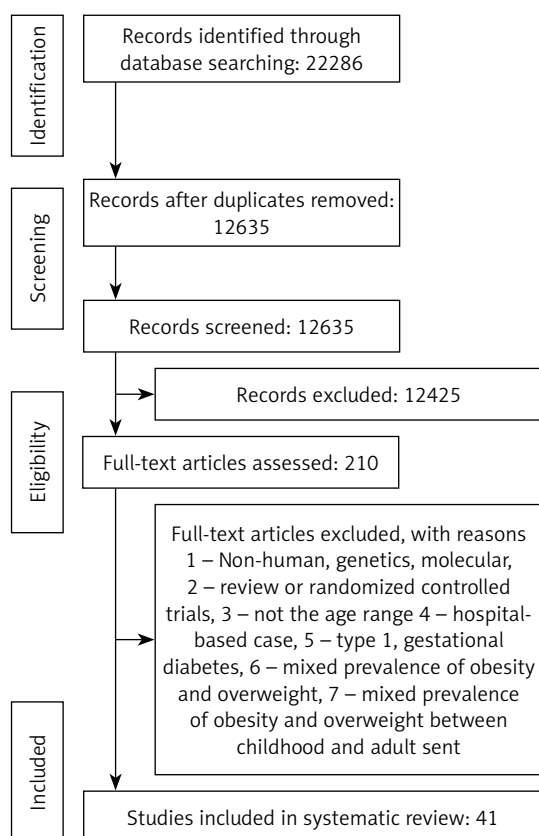 Identification
Records identified through
database searching: 22286
Screening
Records after duplicates removed:
12635
Records screened: 12635
Records excluded: 12425
Eligibility
Full-text articles assessed: 210
Full-text articles excluded, with reasons
1 – Non-human, genetics, molecular,
2 – review or randomized controlled
trials, 3 – not the age range 4 – hospital-
based case, 5 – type 1, gestational
diabetes, 6 – mixed prevalence of obesity
and overweight, 7 – mixed prevalence
of obesity and overweight between
childhood and adult sent
Included
Studies included in systematic review: 41